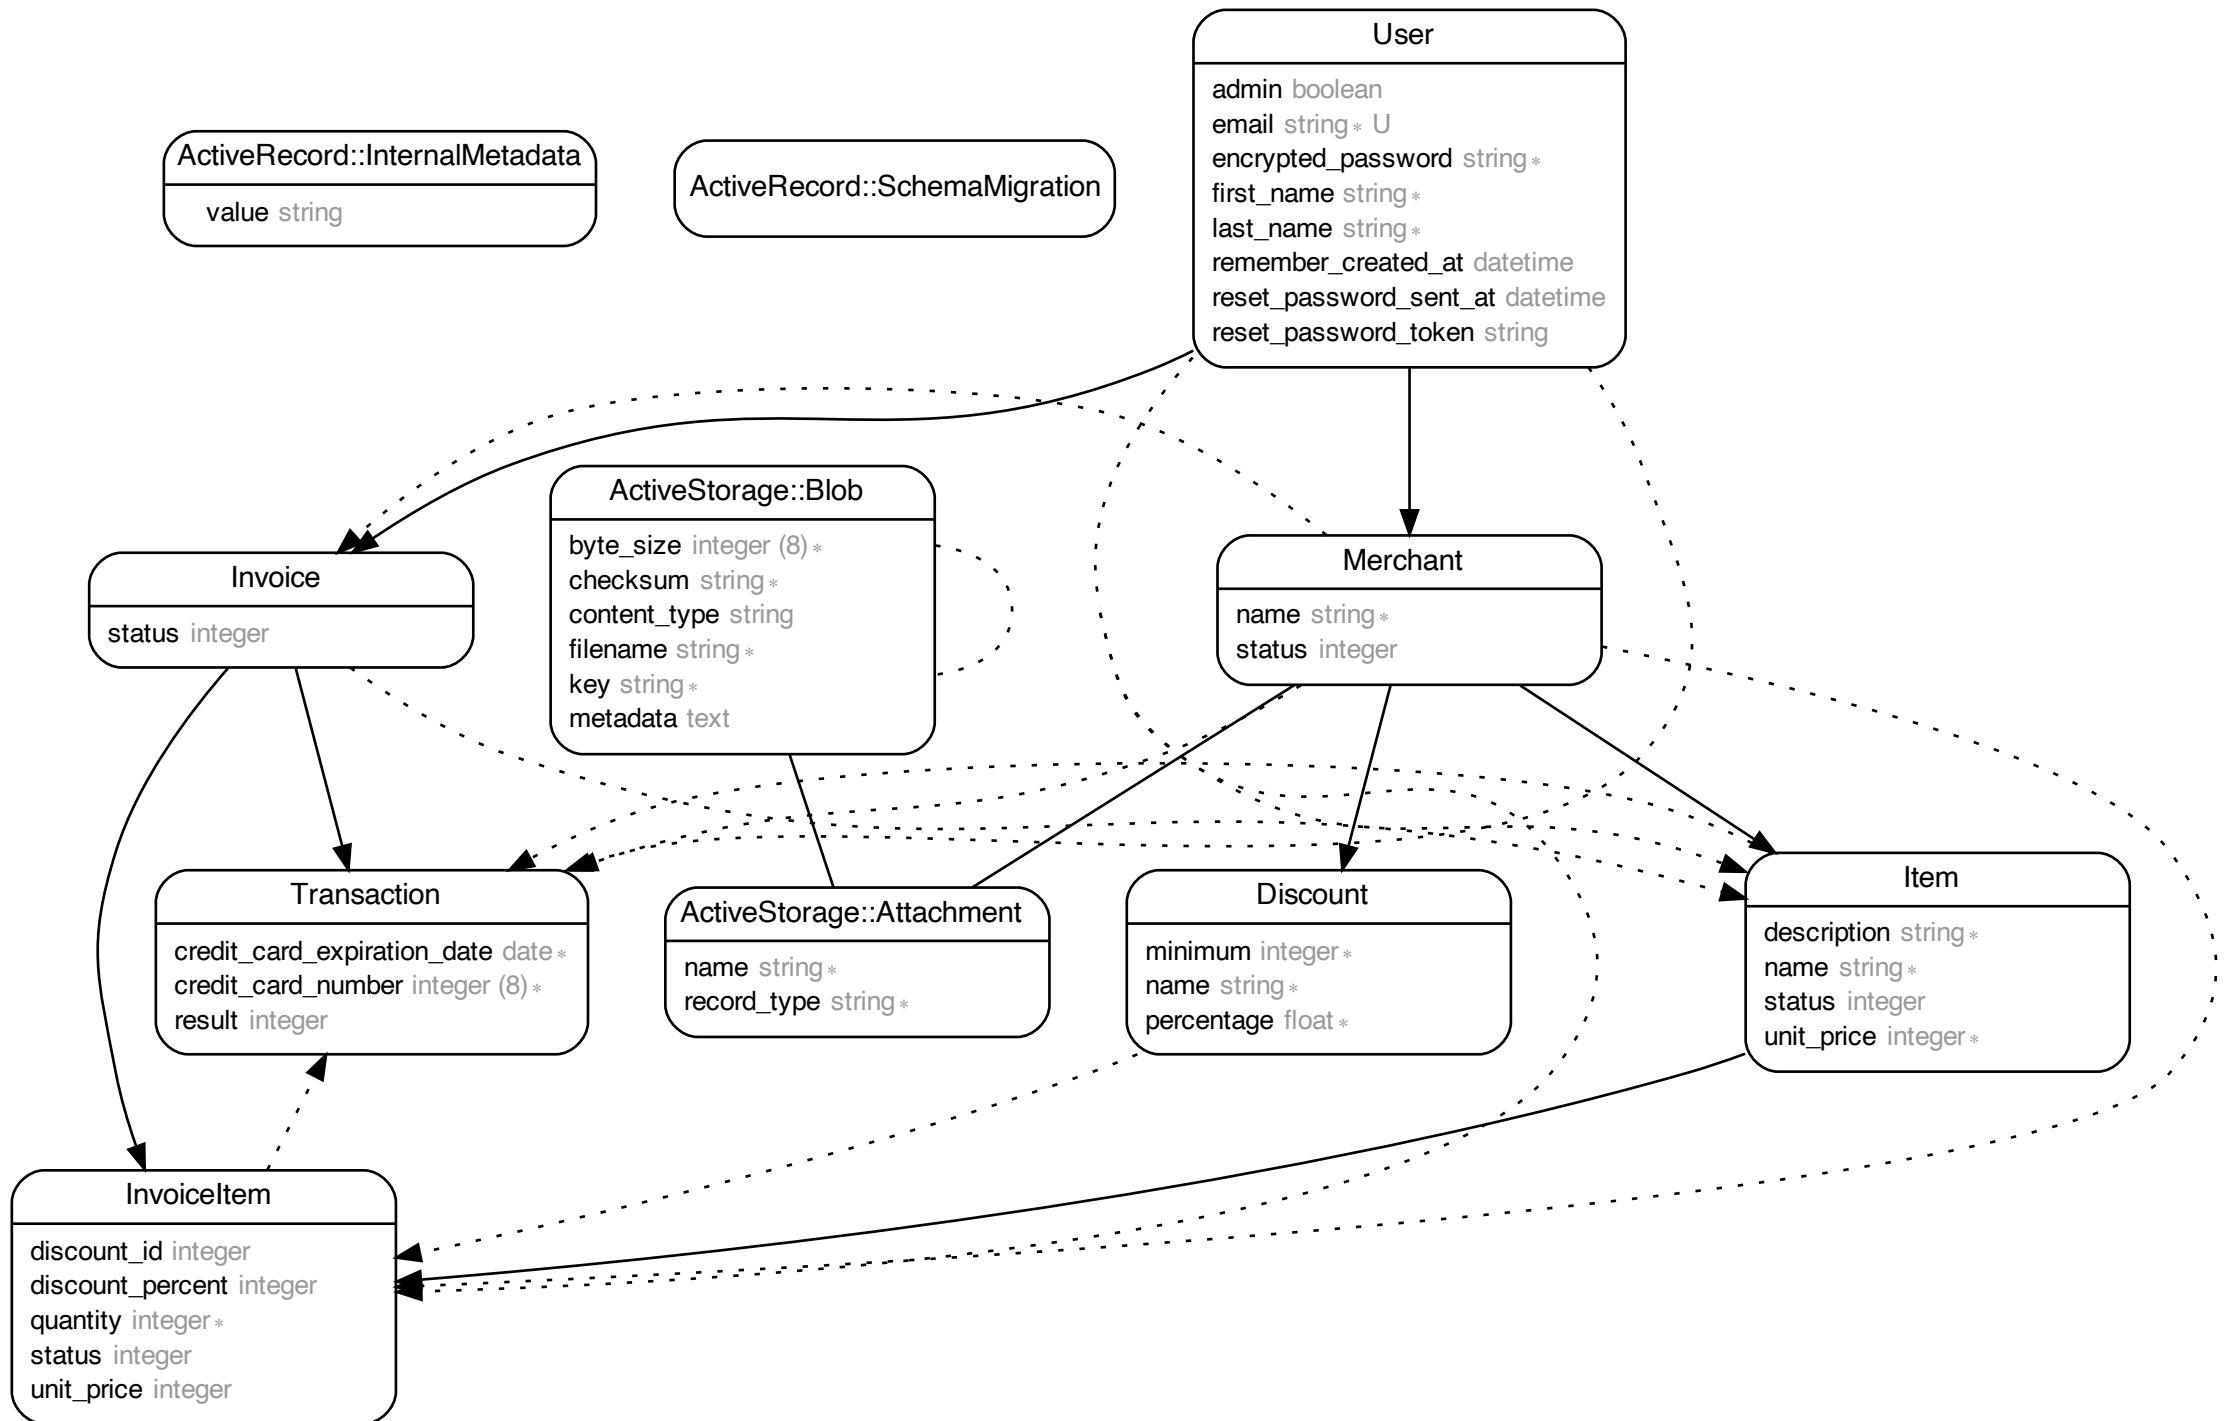 User
admin boolean
email string∗ U
encrypted_password string∗
first_name string∗
last_name string∗
remember_created_at datetime
reset_password_sent_at datetime
reset_password_token string
ActiveRecord::InternalMetadata
value string
ActiveRecord::SchemaMigration
ActiveStorage::Blob
byte_size integer (8)∗
checksum string∗
content_type string
filename string∗
key string∗
metadata text
Invoice
status integer
Merchant
name string∗
status integer
Transaction
credit_card_expiration_date date∗
credit_card_number integer (8)∗
result integer
ActiveStorage::Attachment
name string∗
record_type string∗
Discount
minimum integer∗
name string∗
percentage float∗
Item
description string∗
name string∗
status integer
unit_price integer∗
InvoiceItem
discount_id integer
discount_percent integer
quantity integer∗
status integer
unit_price integer